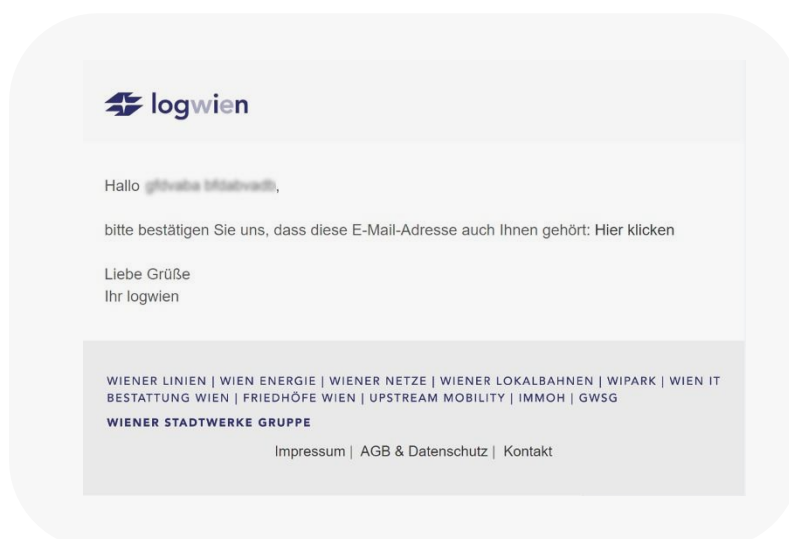 logwien
Hallo ,
bitte bestätigen Sie uns, dass diese E-Mail-Adresse auch Ihnen gehört: Hier klicken
Liebe Grüße
Ihr logwien
WIENER LINIEN | WIEN ENERGIE | WIENER NETZE | WIENER LOKALBAHNEN | WIPARK | WIEN IT
BESTATTUNG WIEN | FRIEDHÖFE WIEN | UPSTREAM MOBILITY | IMMOH | GWSG
WIENER STADTWERKE GRUPPE
Impressum | AGB & Datenschutz | Kontakt